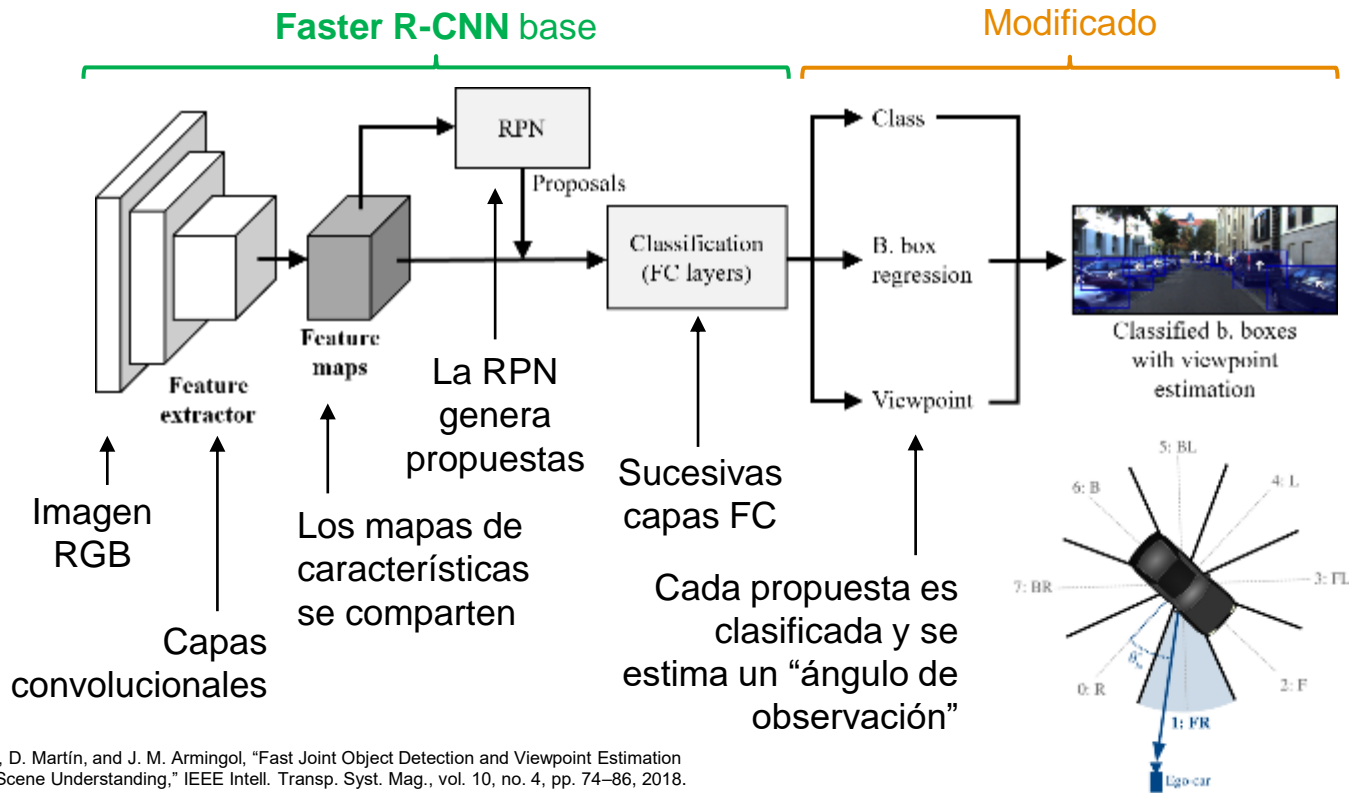 Faster R-CNN base
Modificado
RPN
Proposals
Class
Classification
(FC layers)
B. box
regression
Viewpoint
Feature
extractor
Feature
maps
Classified b. boxes
with viewpoint
estimation
Imagen
RGB
Capas
convolucionales
Los mapas de
características
se comparten
La RPN
genera
propuestas
Sucesivas
capas FC
Cada propuesta es
clasificada y se
estima un “ángulo de
observación”
5: BL
6: B
4: L
7: BR
3: FL
0: R
2: F
1: FR
Ego-car
, D. Martín, and J. M. Armingol, “Fast Joint Object Detection and Viewpoint Estimation
Scene Understanding,” IEEE Intell. Transp. Syst. Mag., vol. 10, no. 4, pp. 74–86, 2018.